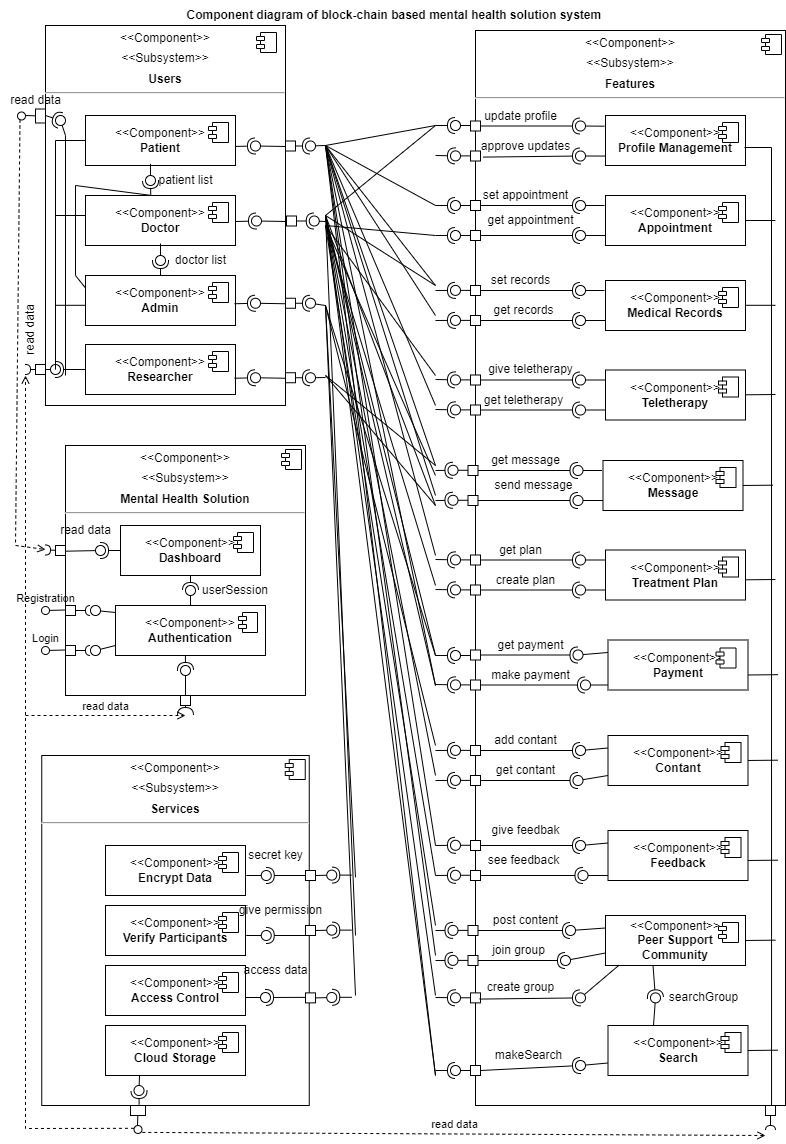 Component diagram of block-chain based mental health solution system
<<Component>>
<<Subsystem>>
Users
read data
<<Component>>
Patient
patient list
<<Component>>
Doctor
doctor list
<<Component>>
Admin
read data
<<Component>>
Researcher
<<Component>>
<<Subsystem>>
Mental Health Solution
read data
<<Component>>
Dashboard
userSession
Registration
<<Component>>
Authentication
Login
read data
<<Component>>
<<Subsystem>>
Services
<<Component>>
Encrypt Data
secret key
<<Component>>
Verify Participants
give permission
<<Component>>
Access Control
access data
<<Component>>
Cloud Storage
<<Component>>
<<Subsystem>>
Features
update profile
approve updates
<<Component>>
Profile Management
set appointment
get appointment
<<Component>>
Appointment
set records
get records
<<Component>>
Medical Records
give teletherapy
get teletherapy
<<Component>>
Teletherapy
get message
send message
<<Component>>
Message
get plan
create plan
<<Component>>
Treatment Plan
get payment
make payment
<<Component>>
Payment
add contant
get contant
<<Component>>
Contant
give feedbak
see feedback
<<Component>>
Feedback
post content
join group
create group
<<Component>>
Peer Support
Community
searchGroup
makeSearch
<<Component>>
Search
read data